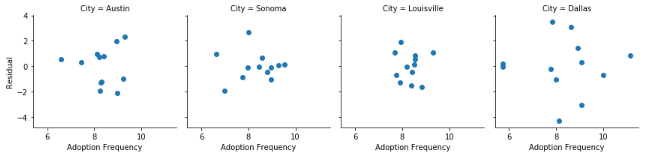 City = Austin
City = Sonoma
City = Louisville
City = Dallas
Residual
4
2
0
−2
−4
6
8
10
6
8
10
6
8
10
6
8
10
Adoption Frequency
Adoption Frequency
Adoption Frequency
Adoption Frequency